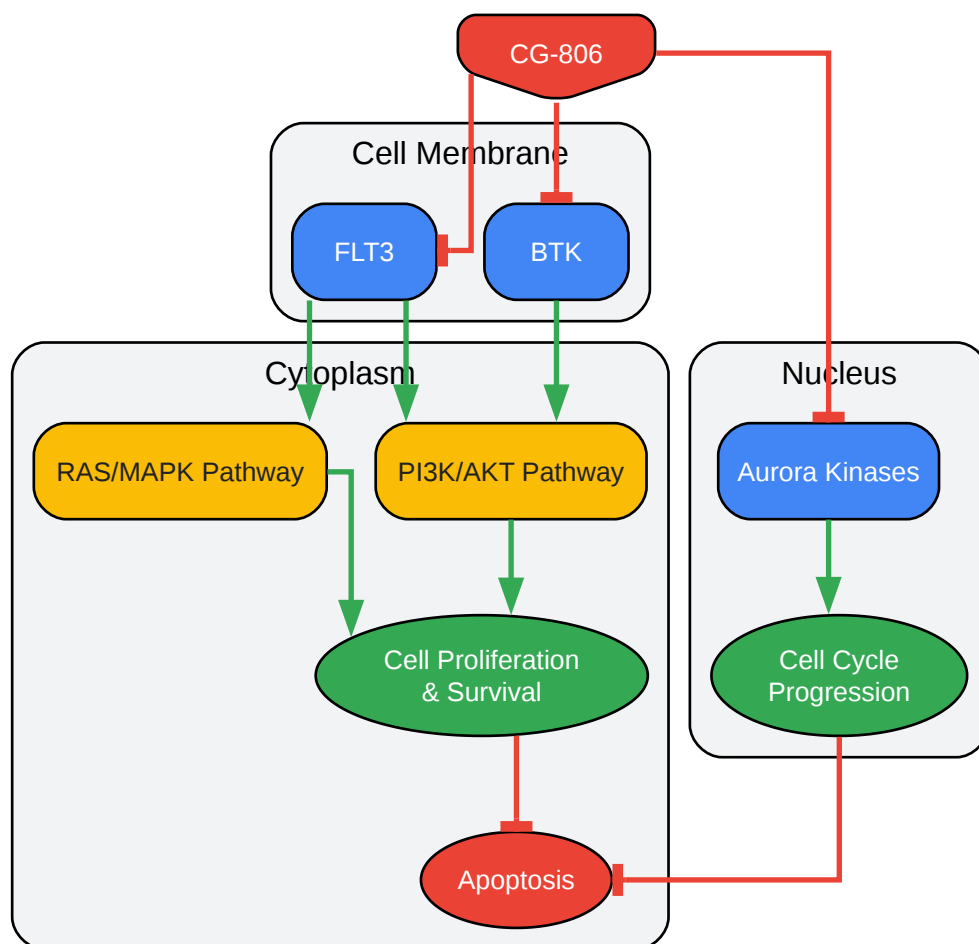 CG-806
Cell Membrane
FLT3
BTK
Cytoplasm
Nucleus
RAS/MAPK Pathway
PI3K/AKT Pathway
Aurora Kinases
Cell Proliferation
& Survival
Cell Cycle
Progression
Apoptosis